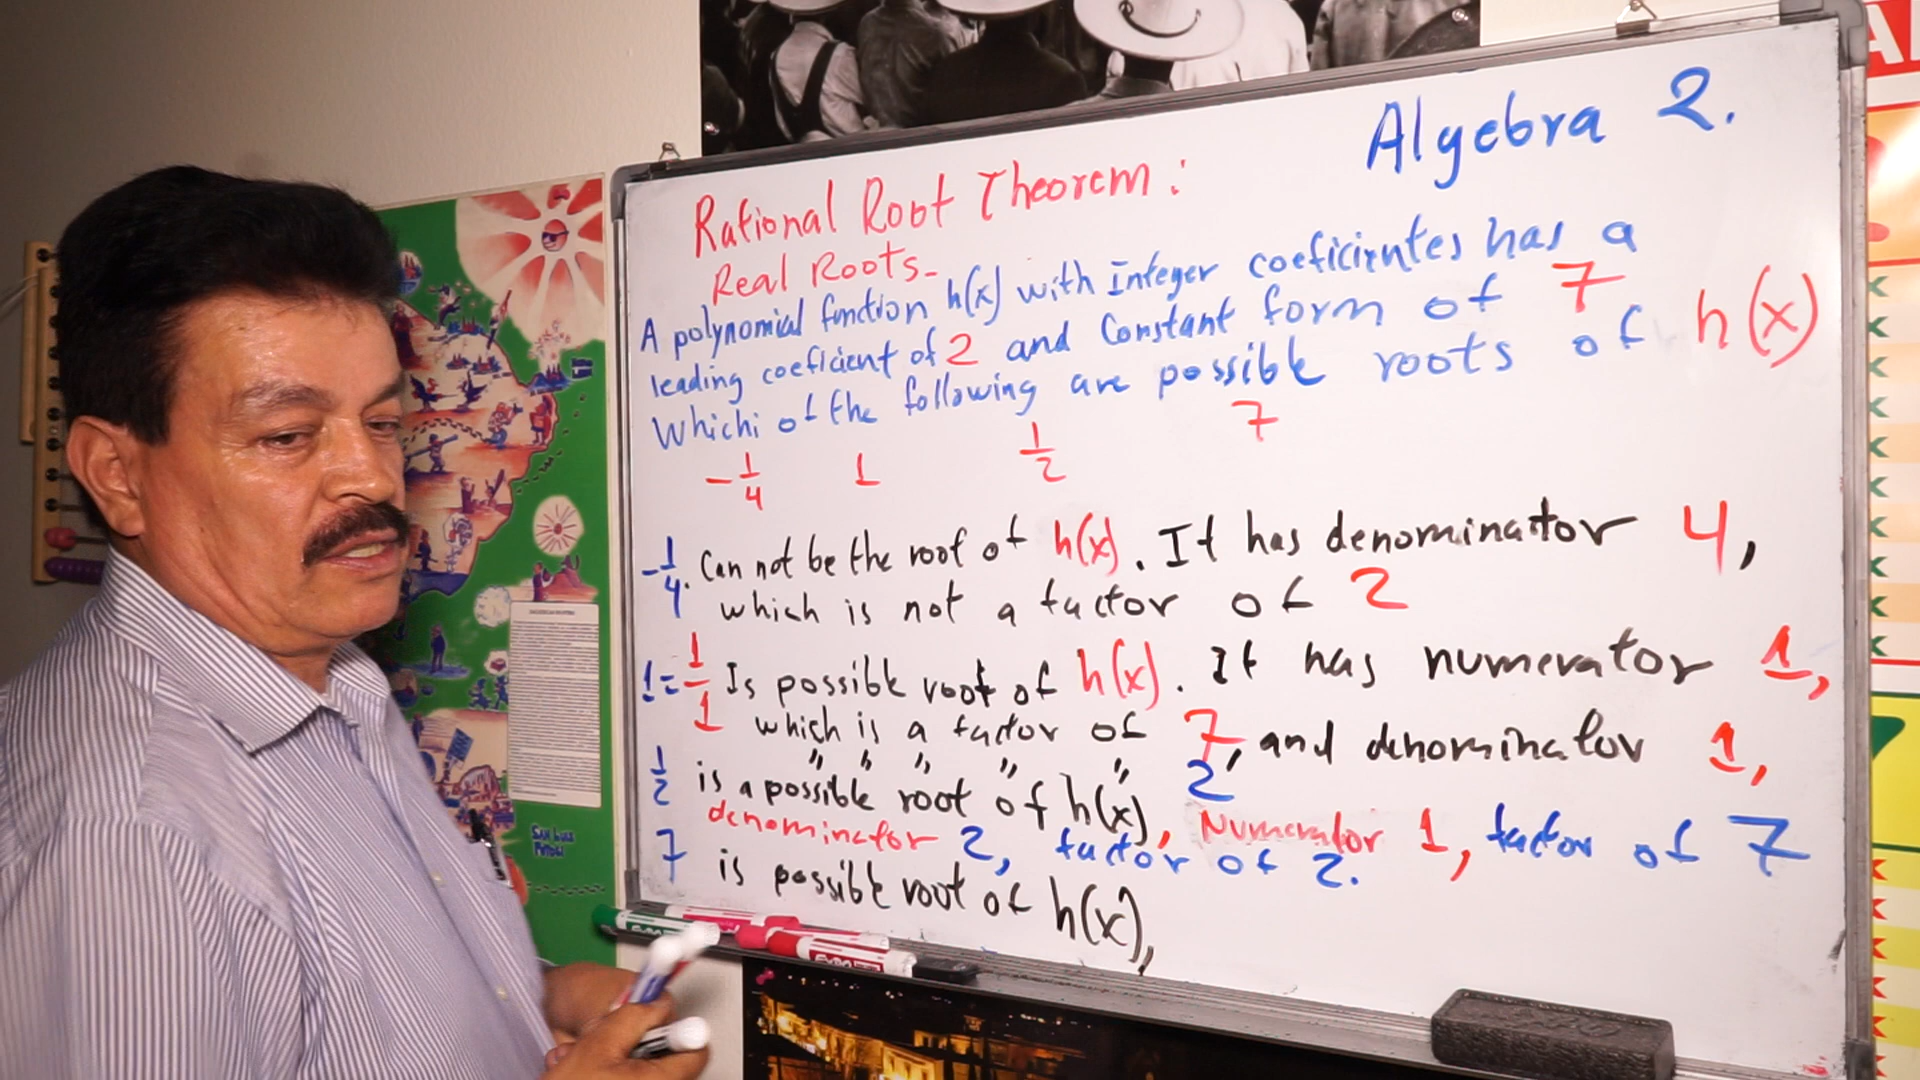 Algebra 2.
Rational Root Theorem:
Real Roots-
A polynomial function h(x) with Integer coeficientes has a
leading coeficient of 2 and Constant form of 7
Whichi of the following are possible roots of h(x)
-1/4 1 1/2 7
-1/4. Can not be the root of h(x). It has denominator 4,
which is not a factor of 2
1=1/1 Is possible root of h(x). It has numerator 1,
which is a factor of 7, and denominator 1,
" " " " " 2
1/2 is a possible root of h(x), Numerator 1, factor of 7
denominator 2, factor of 2.
7 is possible root of h(x),
SAN LUIS
POTOSI
EXPO